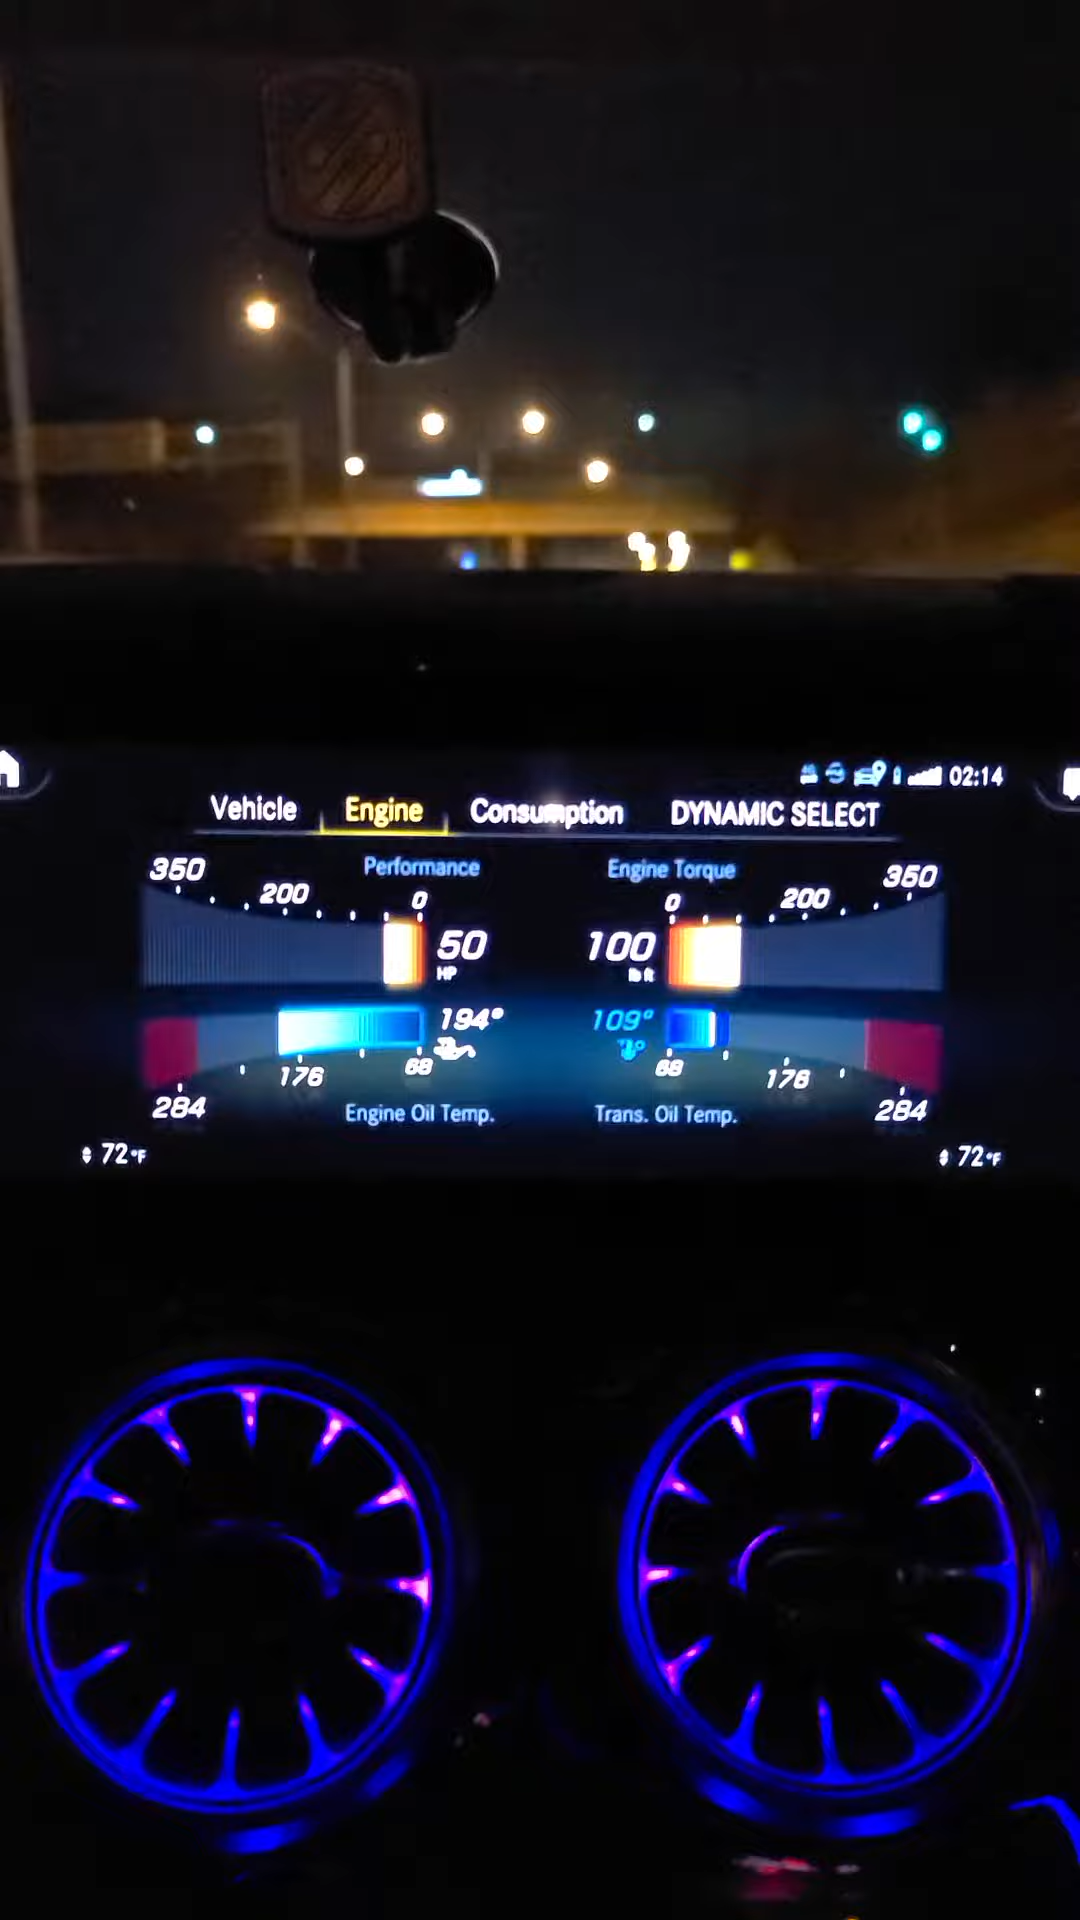 02:14
Vehicle Engine Consumption DYNAMIC SELECT
Performance Engine Torque
350 200 0 0 200 350
50 HP 100 lb ft
194° 109°
284 176 68 68 176 284
Engine Oil Temp. Trans. Oil Temp.
72°F 72°F